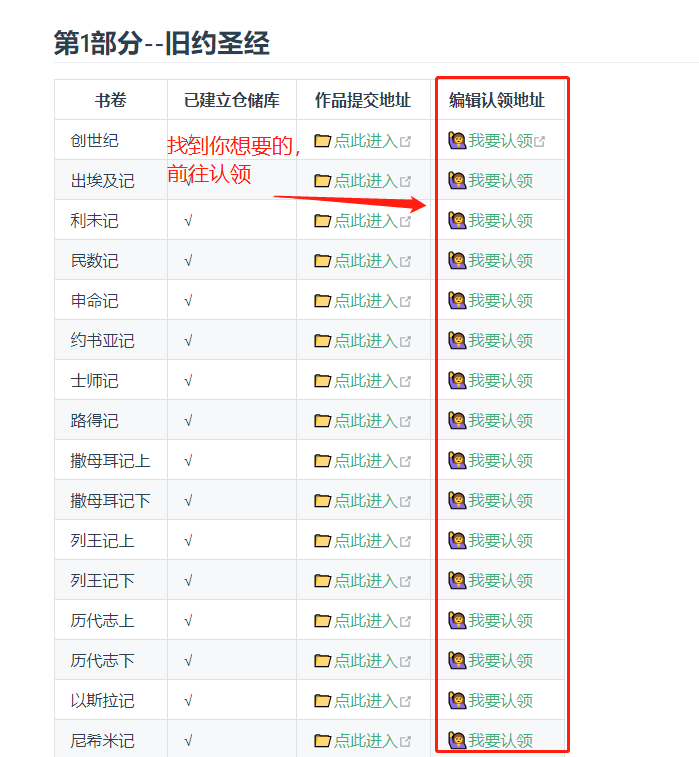 第1部分--旧约圣经
书卷 已建立仓储库 作品提交地址 编辑认领地址
创世纪 √ 点此进入 我要认领
找到你想要的，
前往认领
出埃及记 √ 点此进入 我要认领
利未记 √ 点此进入 我要认领
民数记 √ 点此进入 我要认领
申命记 √ 点此进入 我要认领
约书亚记 √ 点此进入 我要认领
士师记 √ 点此进入 我要认领
路得记 √ 点此进入 我要认领
撒母耳记上 √ 点此进入 我要认领
撒母耳记下 √ 点此进入 我要认领
列王记上 √ 点此进入 我要认领
列王记下 √ 点此进入 我要认领
历代志上 √ 点此进入 我要认领
历代志下 √ 点此进入 我要认领
以斯拉记 √ 点此进入 我要认领
尼希米记 √ 点此进入 我要认领